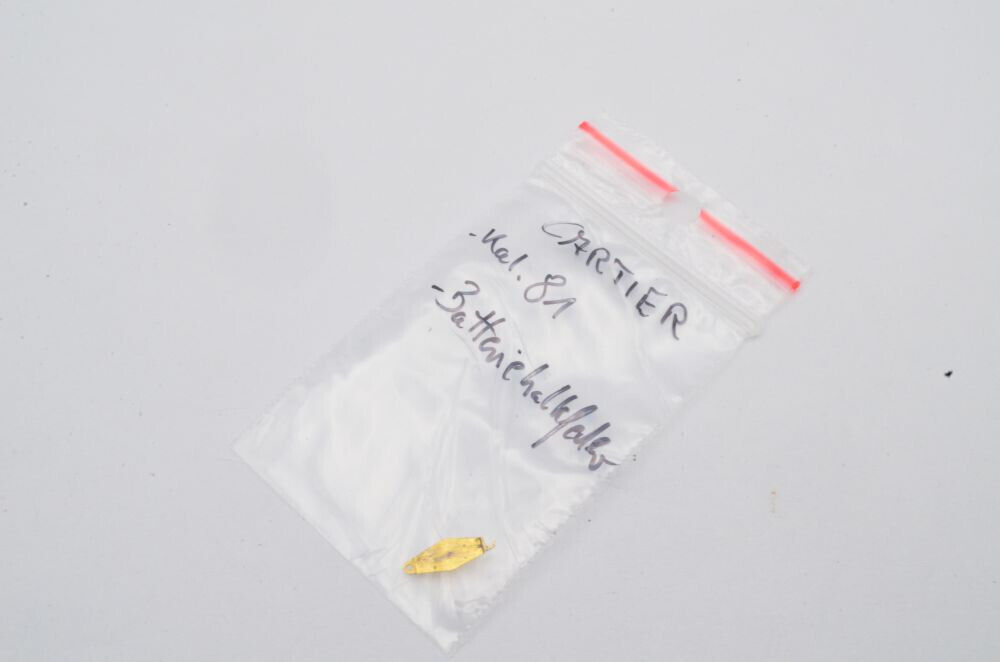 CARTIER
-Kal. 81
-Batteriehaltefeder